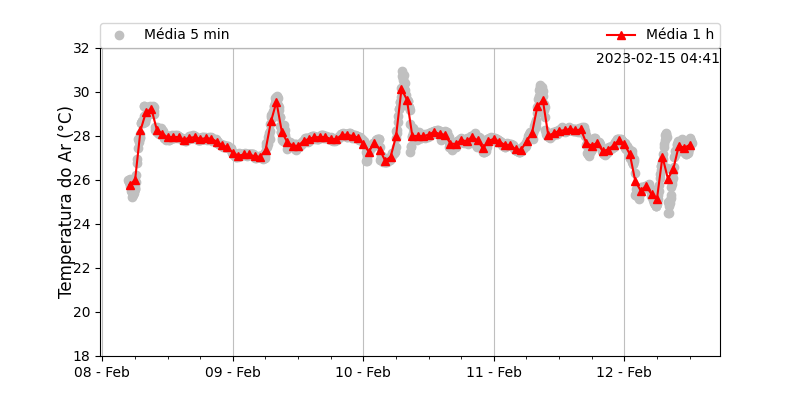 Média 5 min
Média 1 h
2023-02-15 04:41
Temperatura do Ar (°C)
32
30
28
26
24
22
20
18
08 - Feb
09 - Feb
10 - Feb
11 - Feb
12 - Feb